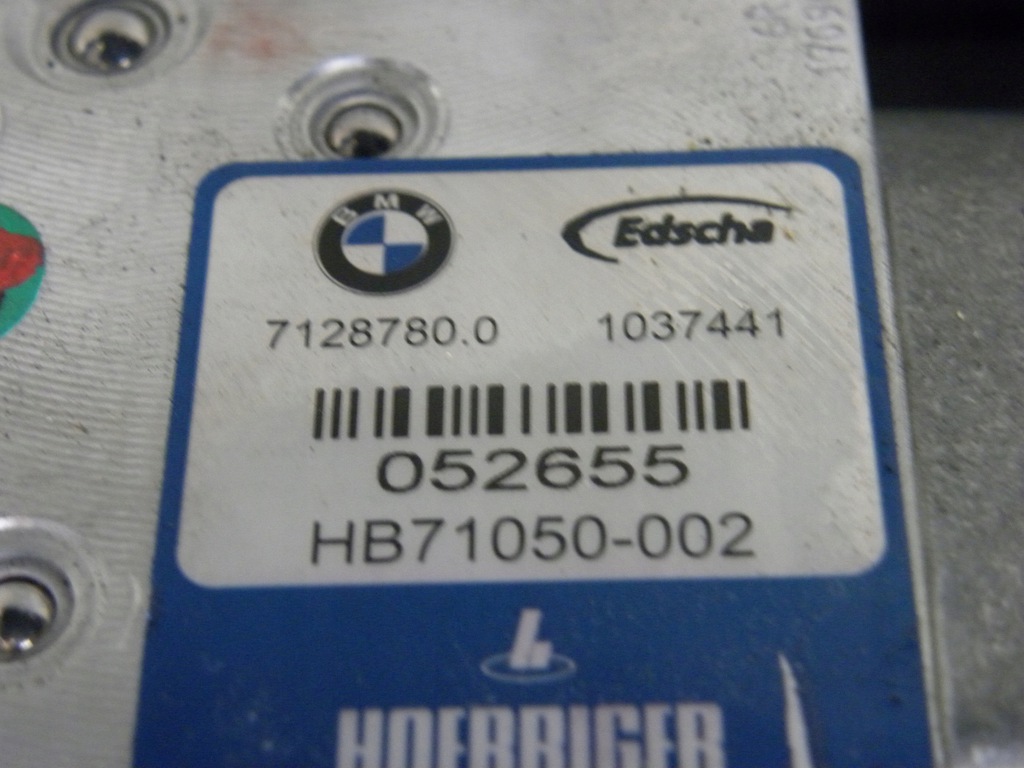 BMW Edscha
7128780.0 1037441
052655
HB71050-002
HOERBIGER